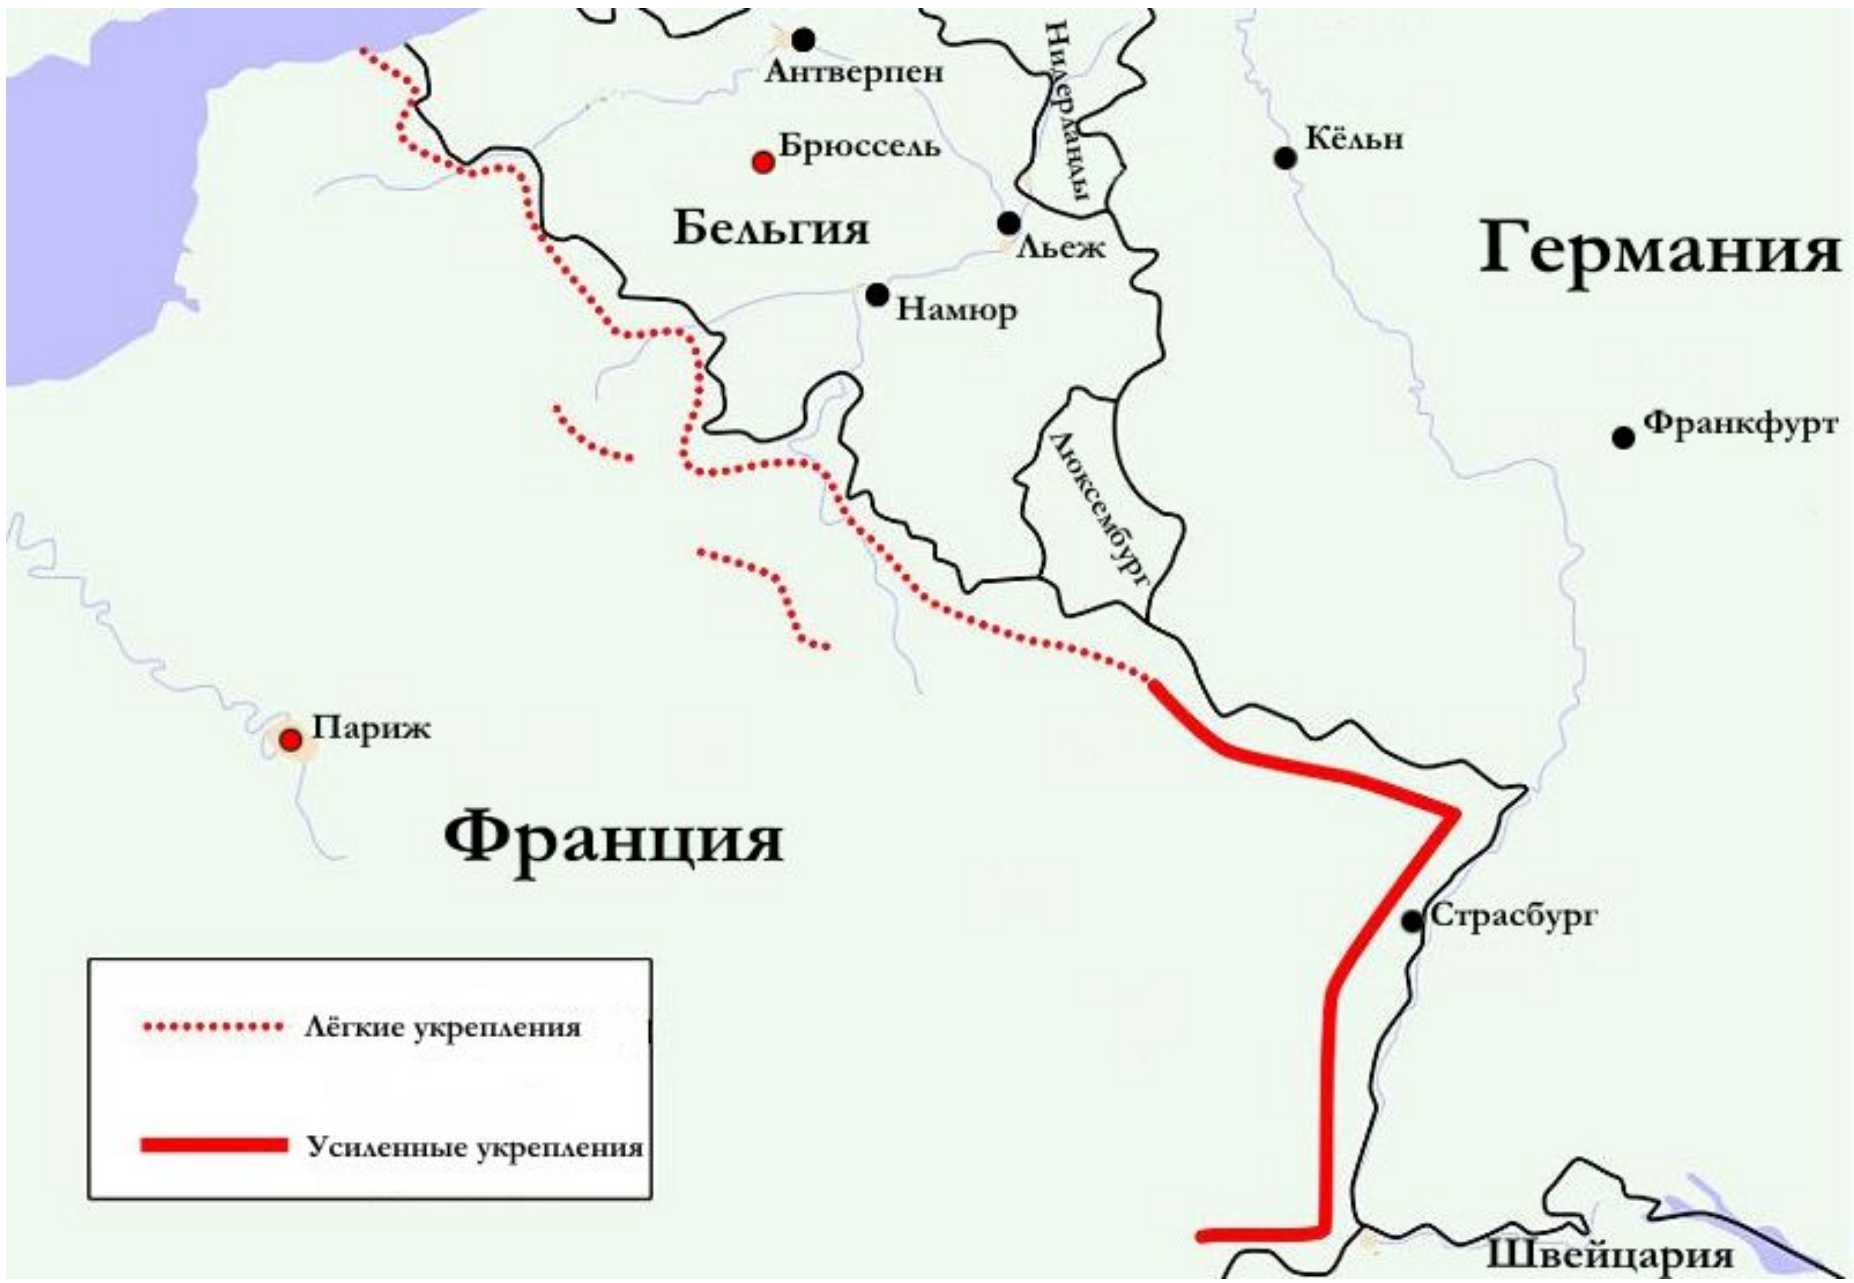 Антверпен
Нидерланды
Кёльн
Брюссель
Бельгия
Льеж
Германия
Намюр
Франкфурт
Люксембург
Париж
Франция
Страсбург
Лёгкие укрепления
Усиленные укрепления
Швейцария